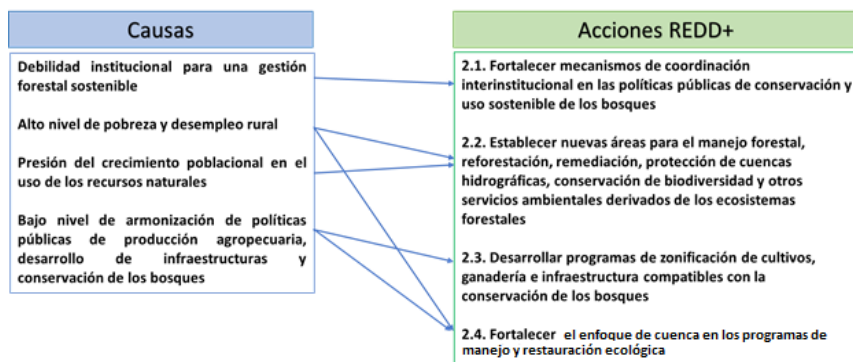 Causas
Debilidad institucional para una gestión
forestal sostenible
Alto nivel de pobreza y desempleo rural
Presión del crecimiento poblacional en el
uso de los recursos naturales
Bajo nivel de armonización de políticas
públicas de producción agropecuaria,
desarrollo de infraestructuras y
conservación de los bosques
Acciones REDD+
2.1. Fortalecer mecanismos de coordinación
interinstitucional en las políticas públicas de conservación y
uso sostenible de los bosques
2.2. Establecer nuevas áreas para el manejo forestal,
reforestación, remediación, protección de cuencas
hidrográficas, conservación de biodiversidad y otros
servicios ambientales derivados de los ecosistemas
forestales
2.3. Desarrollar programas de zonificación de cultivos,
ganadería e infraestructura compatibles con la
conservación de los bosques
2.4. Fortalecer el enfoque de cuenca en los programas de
manejo y restauración ecológica